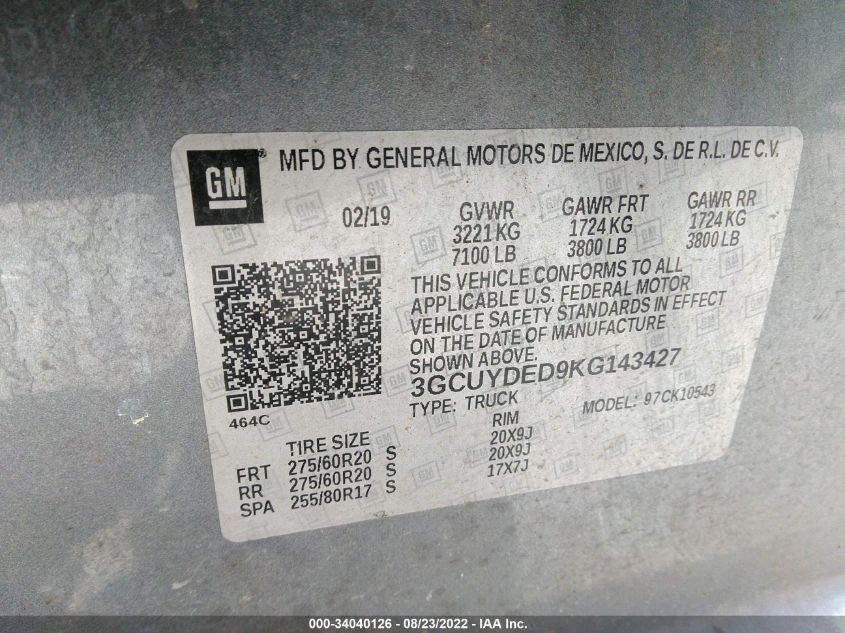 GM ® MFD BY GENERAL MOTORS DE MEXICO, S. DE R.L. DE C.V.
02/19
GVWR GAWR FRT GAWR RR
3221 KG 1724 KG 1724 KG
7100 LB 3800 LB 3800 LB
THIS VEHICLE CONFORMS TO ALL
APPLICABLE U.S. FEDERAL MOTOR
VEHICLE SAFETY STANDARDS IN EFFECT
ON THE DATE OF MANUFACTURE
SHOWN ABOVE.
3GCUYDED9KG143427
TYPE: TRUCK MODEL: 97CK10543
464C
TIRE SIZE RIM
FRT 275/60R20 S 20X9J
RR 275/60R20 S 20X9J
SPA 255/80R17 S 17X7J
000-34040126 - 08/23/2022 - IAA Inc.